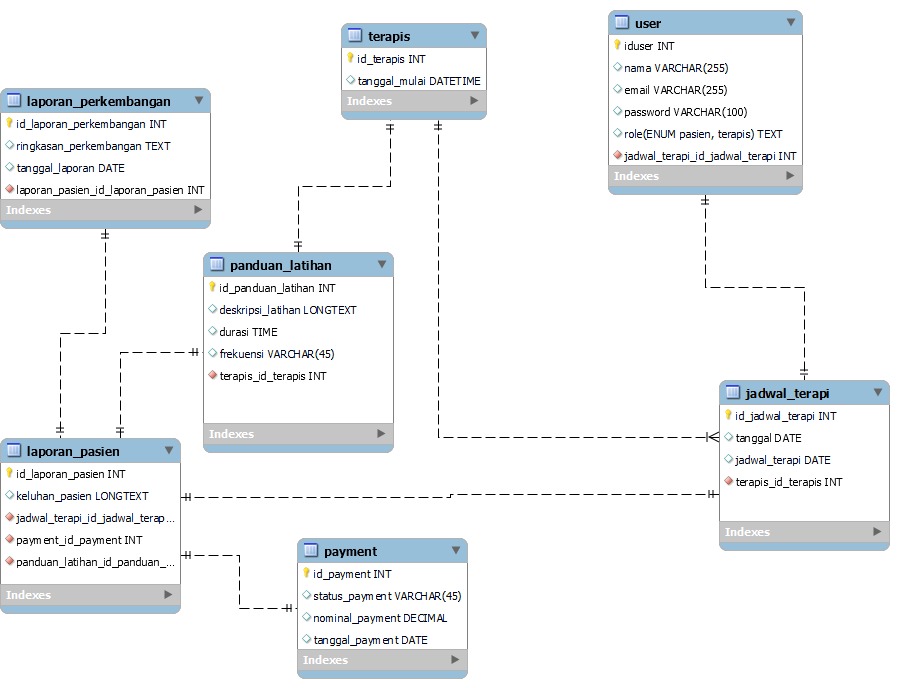 terapis
id_terapis INT
tanggal_mulai DATETIME
Indexes
user
iduser INT
nama VARCHAR(255)
email VARCHAR(255)
password VARCHAR(100)
role(ENUM pasien, terapis) TEXT
jadwal_terapi_id_jadwal_terapi INT
Indexes
laporan_perkembangan
id_laporan_perkembangan INT
ringkasan_perkembangan TEXT
tanggal_laporan DATE
laporan_pasien_id_laporan_pasien INT
Indexes
panduan_latihan
id_panduan_latihan INT
deskripsi_latihan LONGTEXT
durasi TIME
frekuensi VARCHAR(45)
terapis_id_terapis INT
Indexes
jadwal_terapi
id_jadwal_terapi INT
tanggal DATE
jadwal_terapi DATE
terapis_id_terapis INT
Indexes
laporan_pasien
id_laporan_pasien INT
keluhan_pasien LONGTEXT
jadwal_terapi_id_jadwal_terap...
payment_id_payment INT
panduan_latihan_id_panduan_...
Indexes
payment
id_payment INT
status_payment VARCHAR(45)
nominal_payment DECIMAL
tanggal_payment DATE
Indexes